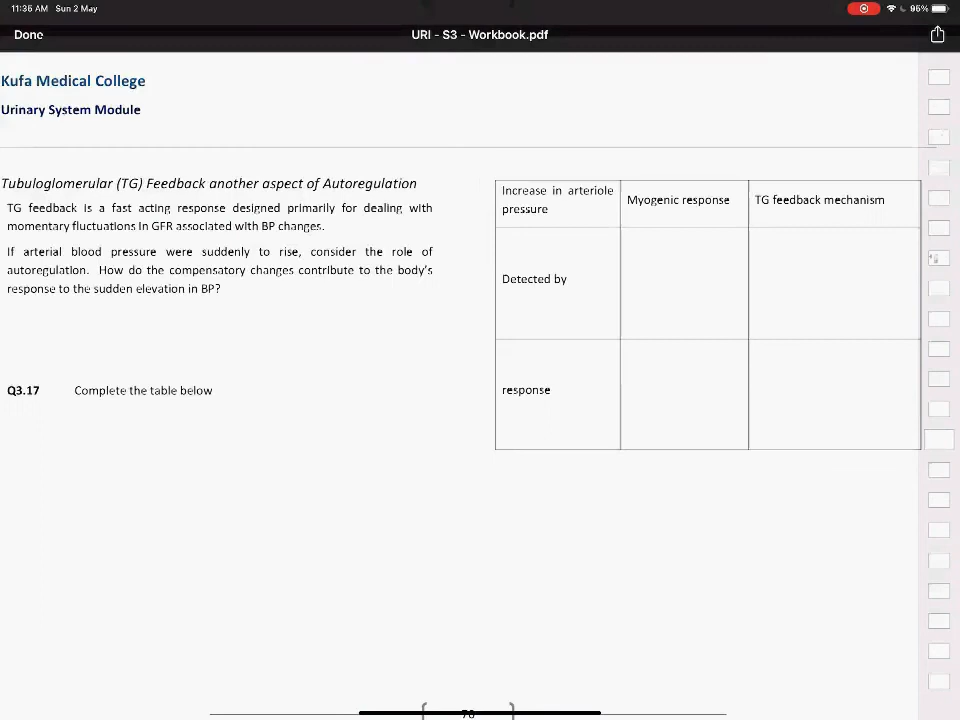 11:36 AM Sun 2 May
95%
Done
URI - S3 - Workbook.pdf
Kufa Medical College
Urinary System Module
Tubuloglomerular (TG) Feedback another aspect of Autoregulation
TG feedback is a fast acting response designed primarily for dealing with
momentary fluctuations in GFR associated with BP changes.
If arterial blood pressure were suddenly to rise, consider the role of
autoregulation. How do the compensatory changes contribute to the body's
response to the sudden elevation in BP?
Q3.17 Complete the table below
Increase in arteriole
pressure
Myogenic response
TG feedback mechanism
Detected by
response
70